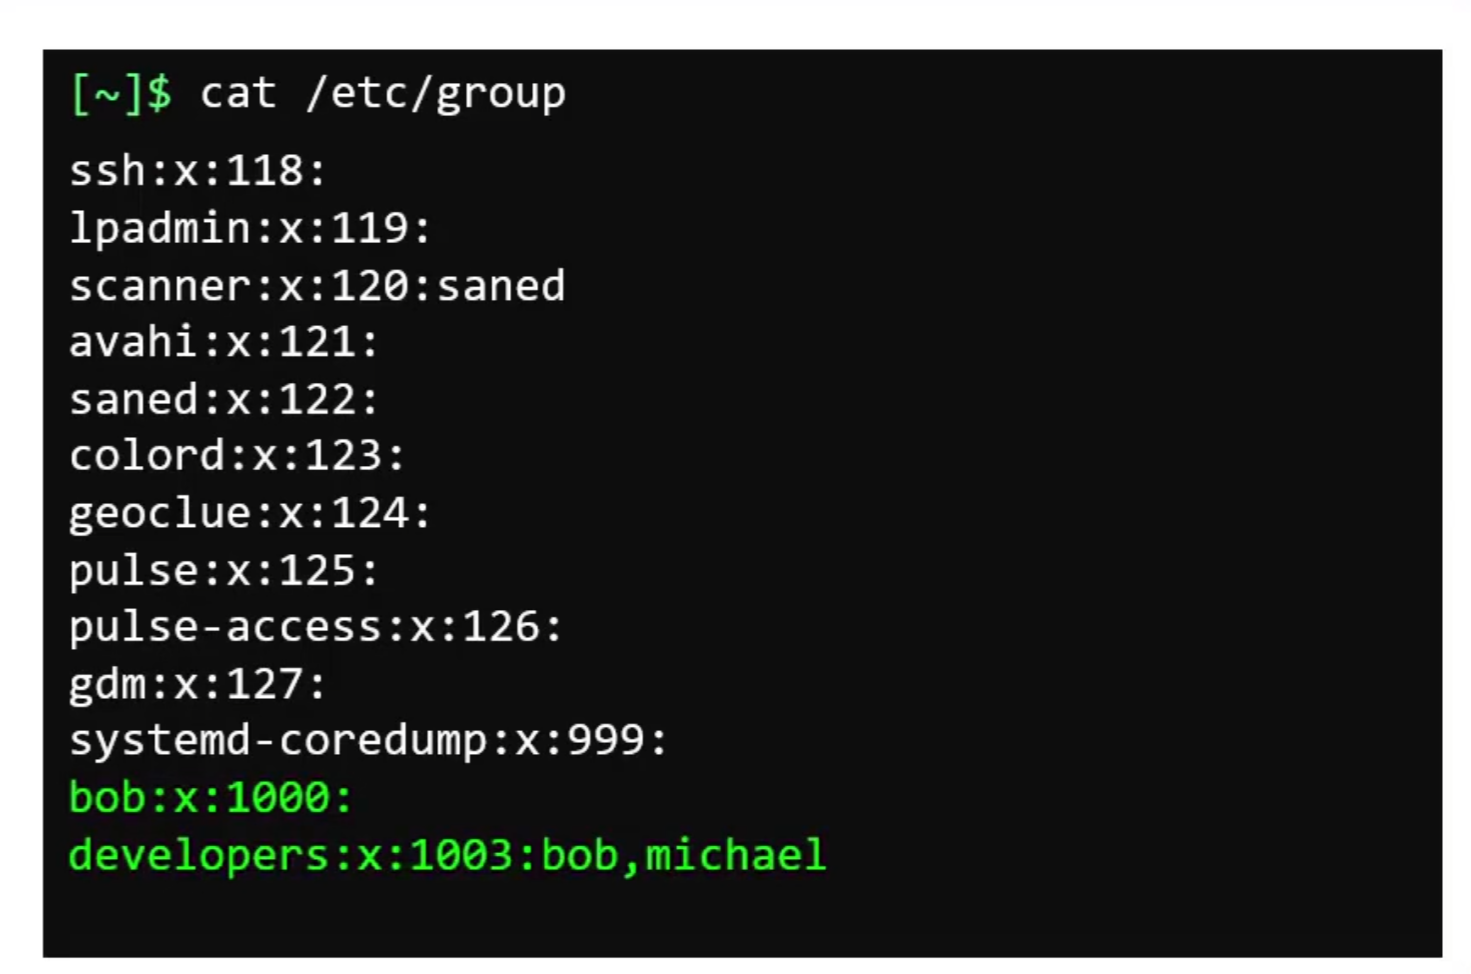 [~]$ cat /etc/group
ssh:x:118:
lpadmin:x:119:
scanner:x:120:saned
avahi:x:121:
saned:x:122:
colord:x:123:
geoclue:x:124:
pulse:x:125:
pulse-access:x:126:
gdm:x:127:
systemd-coredump:x:999:
bob:x:1000:
developers:x:1003:bob,michael